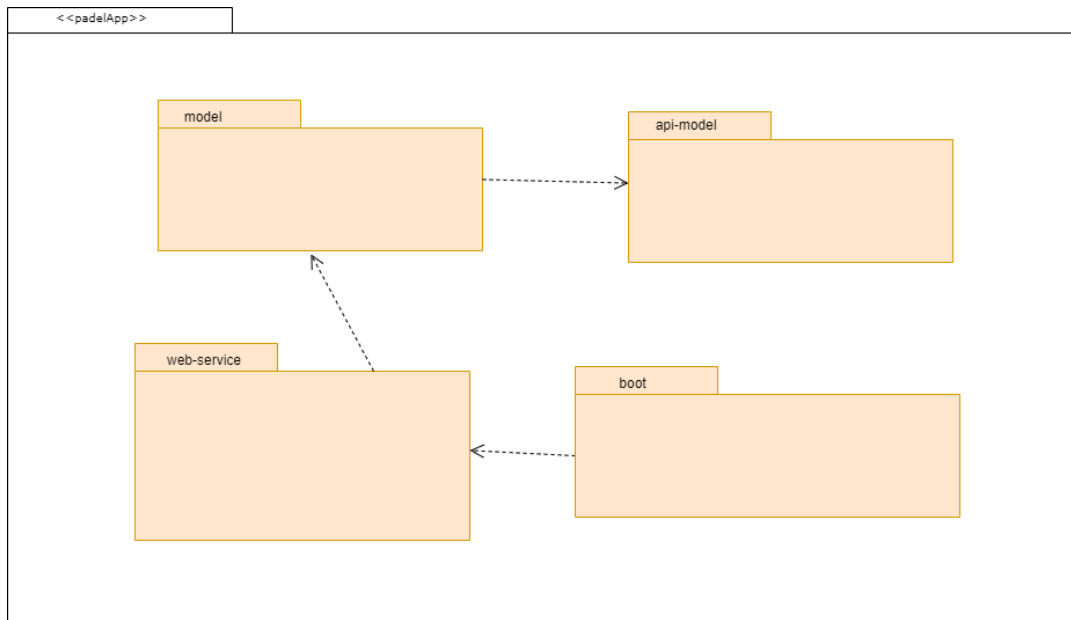 <<padelApp>>
model
api-model
web-service
boot